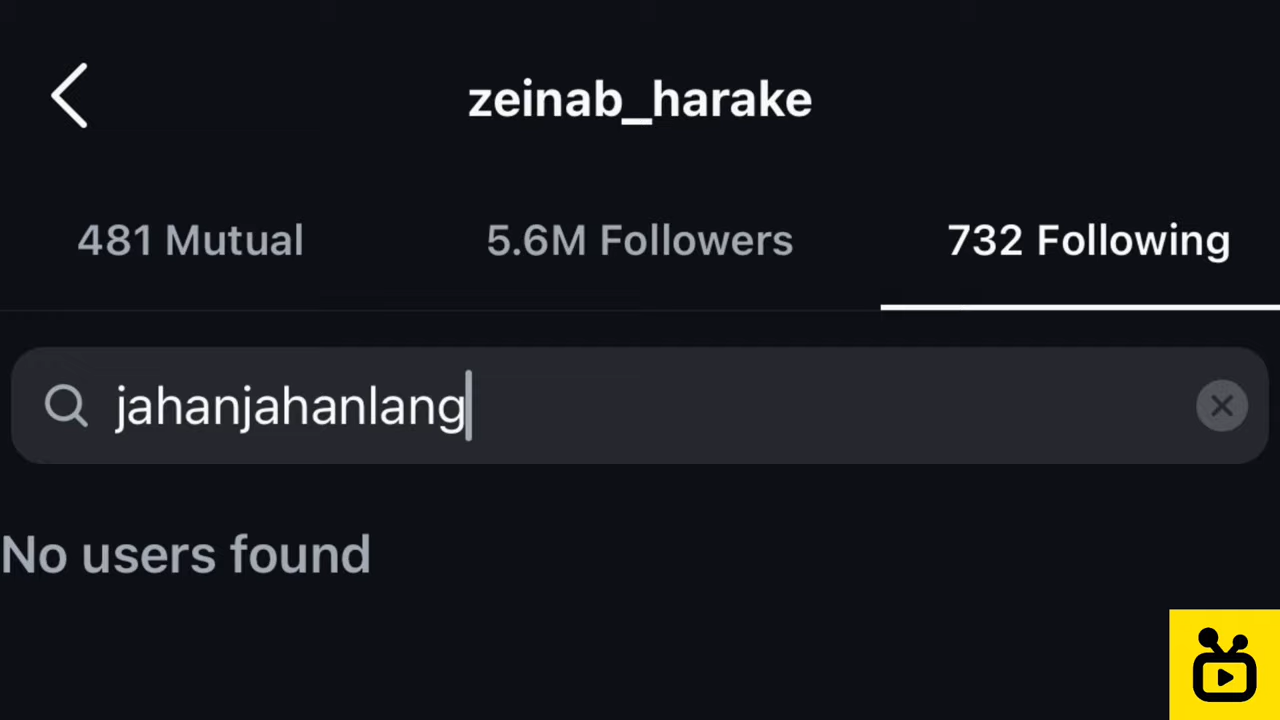 zeinab_harake
481 Mutual 5.6M Followers 732 Following
jahanjahanlang
No users found